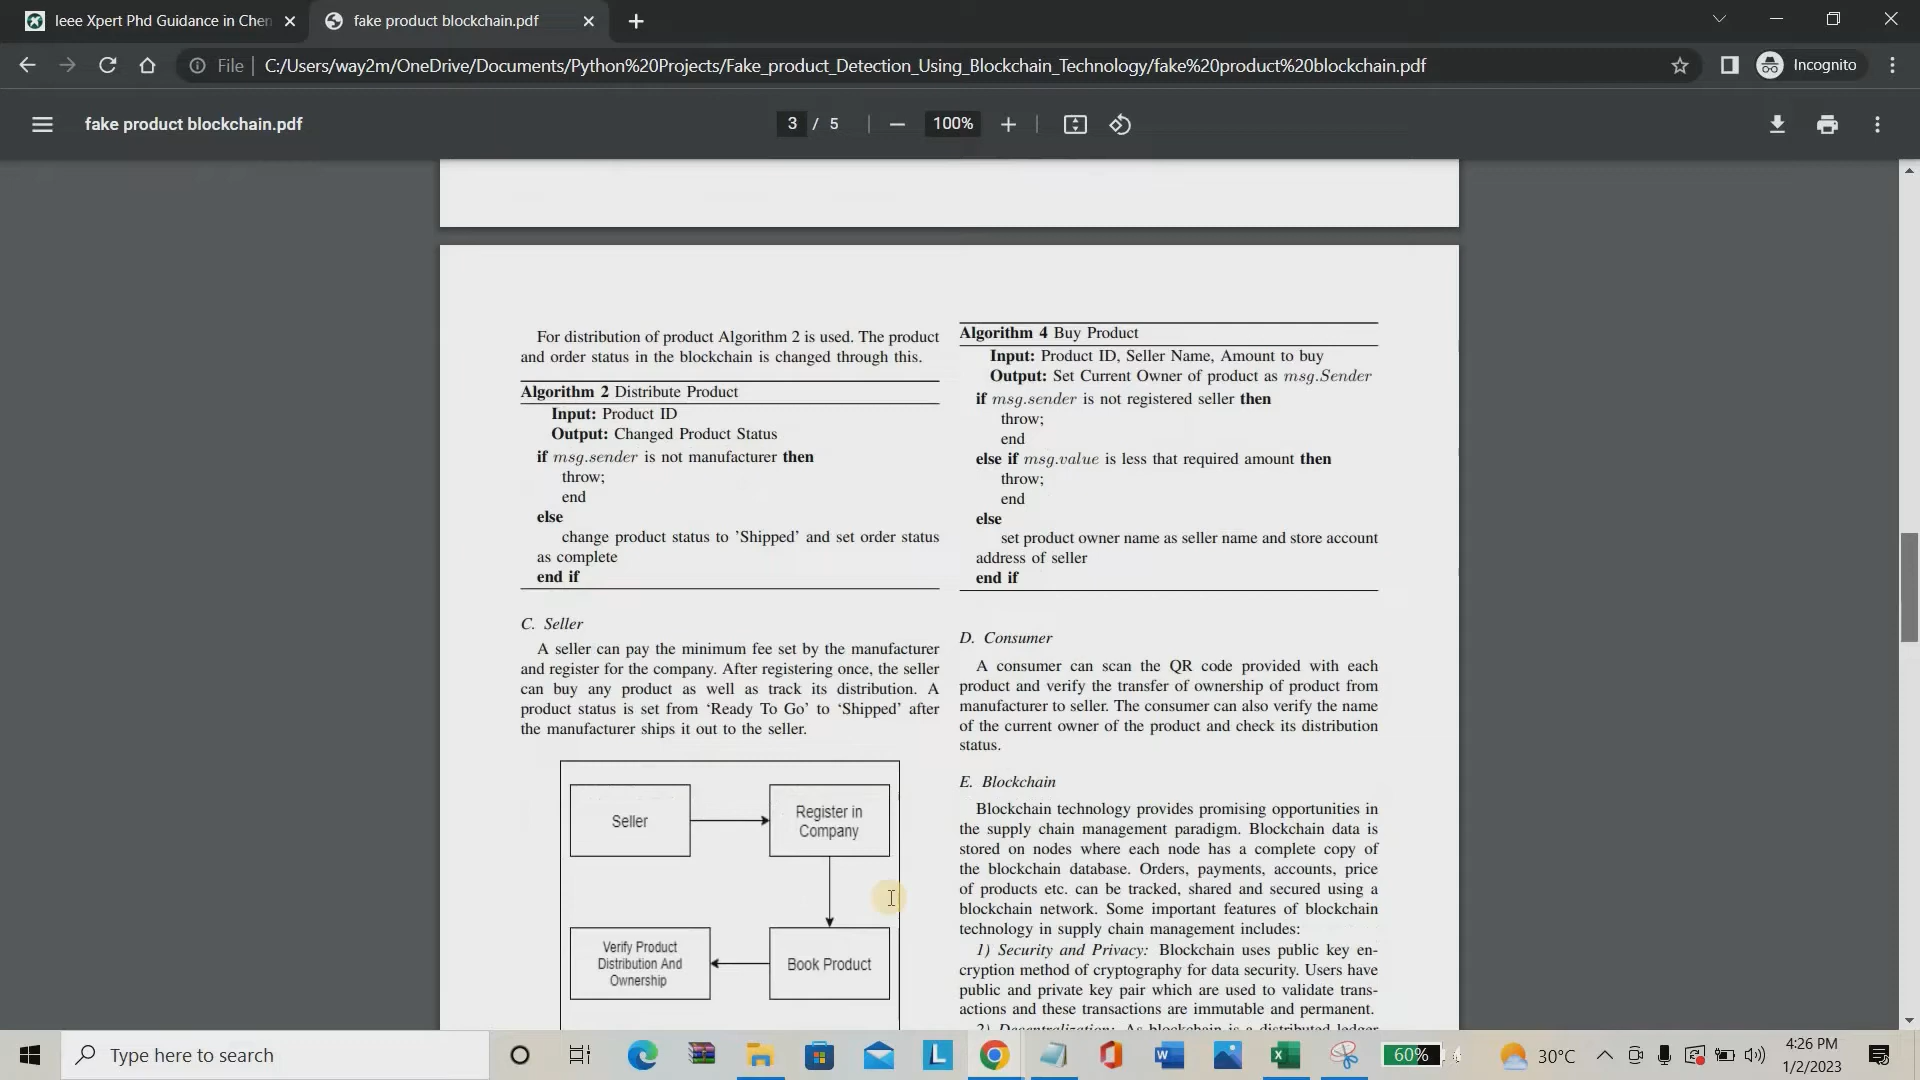 Ieee Xpert Phd Guidance in Chen
fake product blockchain.pdf
File
C:/Users/way2m/OneDrive/Documents/Python%20Projects/Fake_product_Detection_Using_Blockchain_Technology/fake%20product%20blockchain.pdf
Incognito
fake product blockchain.pdf
3 / 5
100%
For distribution of product Algorithm 2 is used. The product
and order status in the blockchain is changed through this.
Algorithm 2 Distribute Product
Input: Product ID
Output: Changed Product Status
if msg.sender is not manufacturer then
throw;
end
else
change product status to 'Shipped' and set order status
as complete
end if
C. Seller
A seller can pay the minimum fee set by the manufacturer
and register for the company. After registering once, the seller
can buy any product as well as track its distribution. A
product status is set from ‘Ready To Go’ to ‘Shipped’ after
the manufacturer ships it out to the seller.
Seller
Register in
Company
Verify Product
Distribution And
Ownership
Book Product
Algorithm 4 Buy Product
Input: Product ID, Seller Name, Amount to buy
Output: Set Current Owner of product as msg.Sender
if msg.sender is not registered seller then
throw;
end
else if msg.value is less that required amount then
throw;
end
else
set product owner name as seller name and store account
address of seller
end if
D. Consumer
A consumer can scan the QR code provided with each
product and verify the transfer of ownership of product from
manufacturer to seller. The consumer can also verify the name
of the current owner of the product and check its distribution
status.
E. Blockchain
Blockchain technology provides promising opportunities in
the supply chain management paradigm. Blockchain data is
stored on nodes where each node has a complete copy of
the blockchain database. Orders, payments, accounts, price
of products etc. can be tracked, shared and secured using a
blockchain network. Some important features of blockchain
technology in supply chain management includes:
1) Security and Privacy: Blockchain uses public key en-
cryption method of cryptography for data security. Users have
public and private key pair which are used to validate trans-
actions and these transactions are immutable and permanent.
2) Decentralization: As blockchain is a distributed ledger
Type here to search
60%
30°C
4:26 PM
1/2/2023